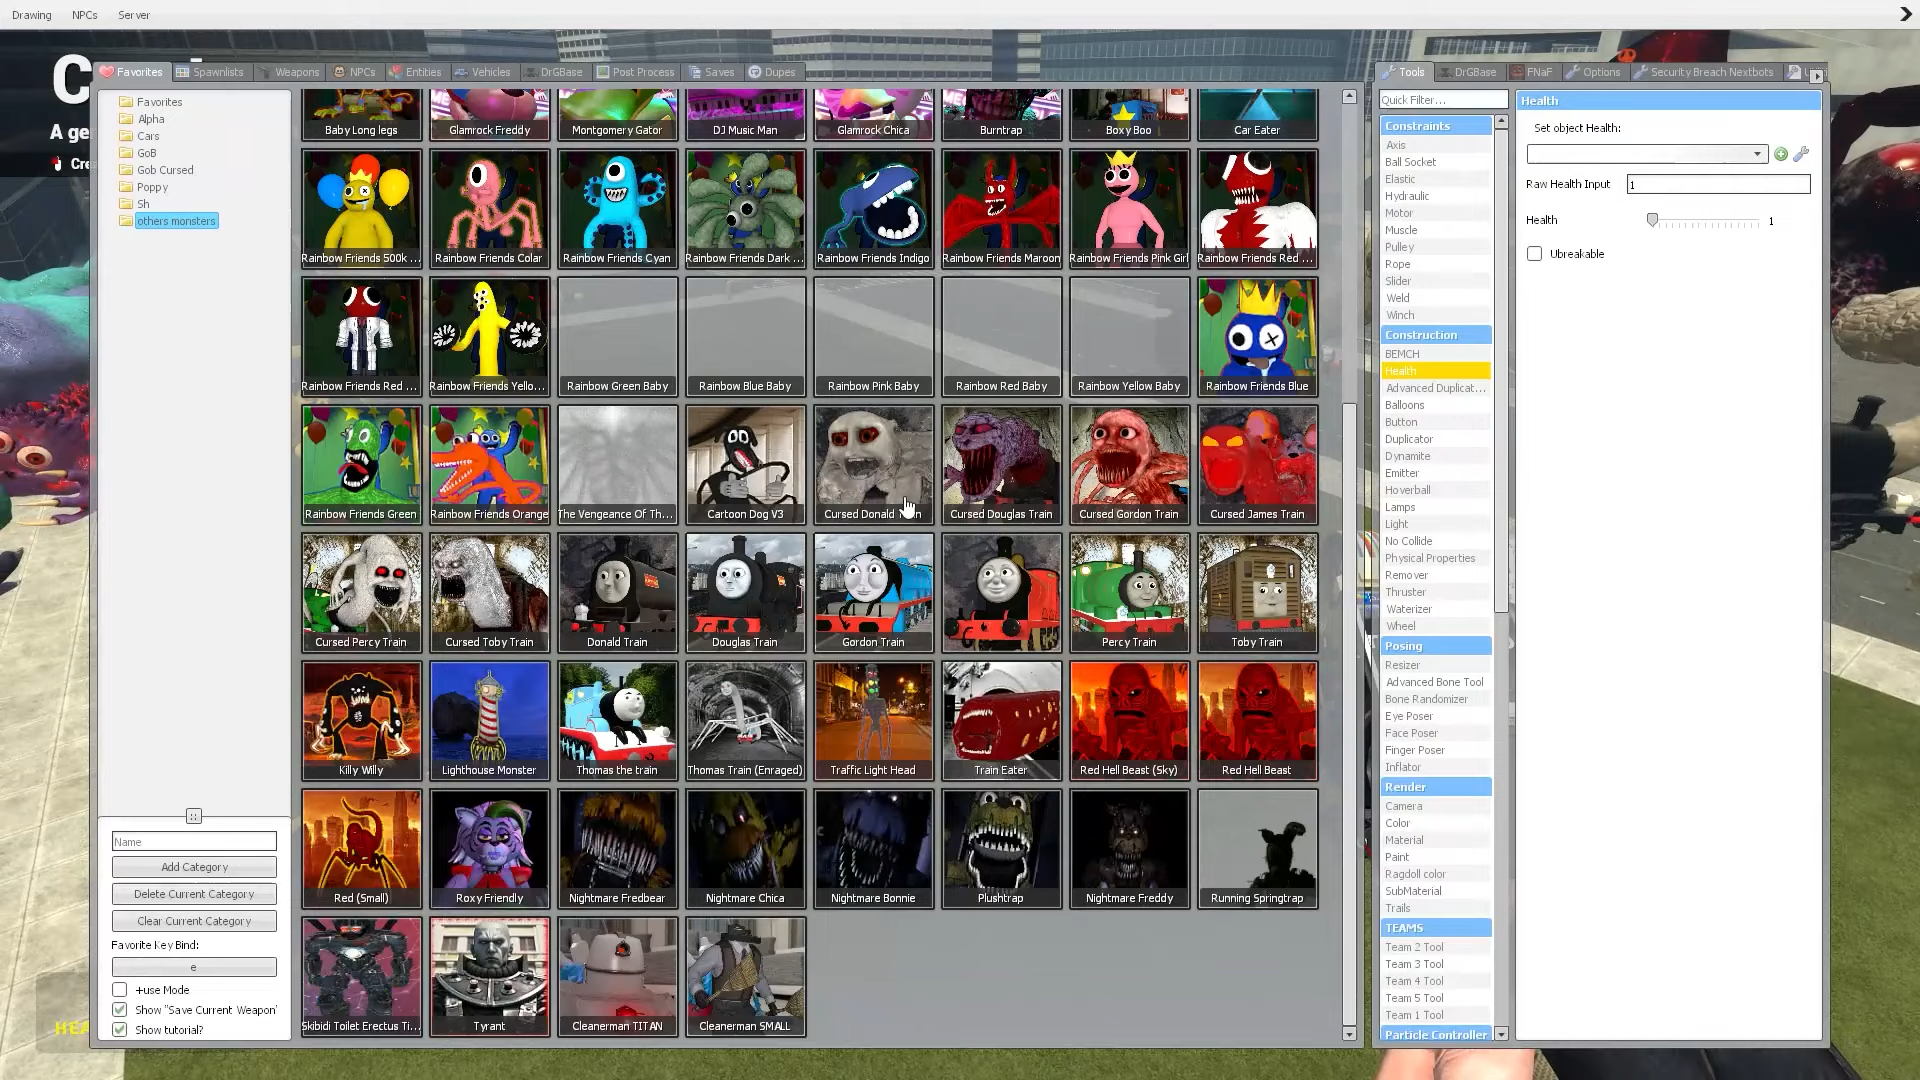 Drawing NPCs Server
C
A ge
Cre
HEA
Favorites Spawnlists Weapons NPCs Entities Vehicles DrGBase Post Process Saves Dupes
Favorites
Alpha
Cars
GoB
Gob Cursed
Poppy
Sh
others monsters
Name
Add Category
Delete Current Category
Clear Current Category
Favorite Key Bind:
e
+use Mode
Show "Save Current Weapon"
Show tutorial?
Baby Long legs Glamrock Freddy Montgomery Gator DJ Music Man Glamrock Chica Burntrap Boxy Boo Car Eater
Rainbow Friends 500k ... Rainbow Friends Colar Rainbow Friends Cyan Rainbow Friends Dark ... Rainbow Friends Indigo Rainbow Friends Maroon Rainbow Friends Pink Girl Rainbow Friends Red ...
Rainbow Friends Red ... Rainbow Friends Yello... Rainbow Green Baby Rainbow Blue Baby Rainbow Pink Baby Rainbow Red Baby Rainbow Yellow Baby Rainbow Friends Blue
Rainbow Friends Green Rainbow Friends Orange The Vengeance Of Th... Cartoon Dog V3 Cursed Donald Cursed Douglas Train Cursed Gordon Train Cursed James Train
Cursed Percy Train Cursed Toby Train Donald Train Douglas Train Gordon Train Percy Train Toby Train
Killy Willy Lighthouse Monster Thomas the train Thomas Train (Enraged) Traffic Light Head Train Eater Red Hell Beast (Sky) Red Hell Beast
Red (Small) Roxy Friendly Nightmare Fredbear Nightmare Chica Nightmare Bonnie Plushtrap Nightmare Freddy Running Springtrap
Skibidi Toilet Erectus Ti... Tyrant Cleanerman TITAN Cleanerman SMALL
Tools DrGBase FNaF Options Security Breach Nextbots
Quick Filter...
Constraints
Axis
Ball Socket
Elastic
Hydraulic
Motor
Muscle
Pulley
Rope
Slider
Weld
Winch
Construction
BEMCH
Health
Advanced Duplicat...
Balloons
Button
Duplicator
Dynamite
Emitter
Hoverball
Lamps
Light
No Collide
Physical Properties
Remover
Thruster
Waterizer
Wheel
Posing
Resizer
Advanced Bone Tool
Bone Randomizer
Eye Poser
Face Poser
Finger Poser
Inflator
Render
Camera
Color
Material
Paint
Ragdoll color
SubMaterial
Trails
TEAMS
Team 2 Tool
Team 3 Tool
Team 4 Tool
Team 5 Tool
Team 1 Tool
Particle Controller
Health
Set object Health:
Raw Health Input 1
Health 1
Ubreakable